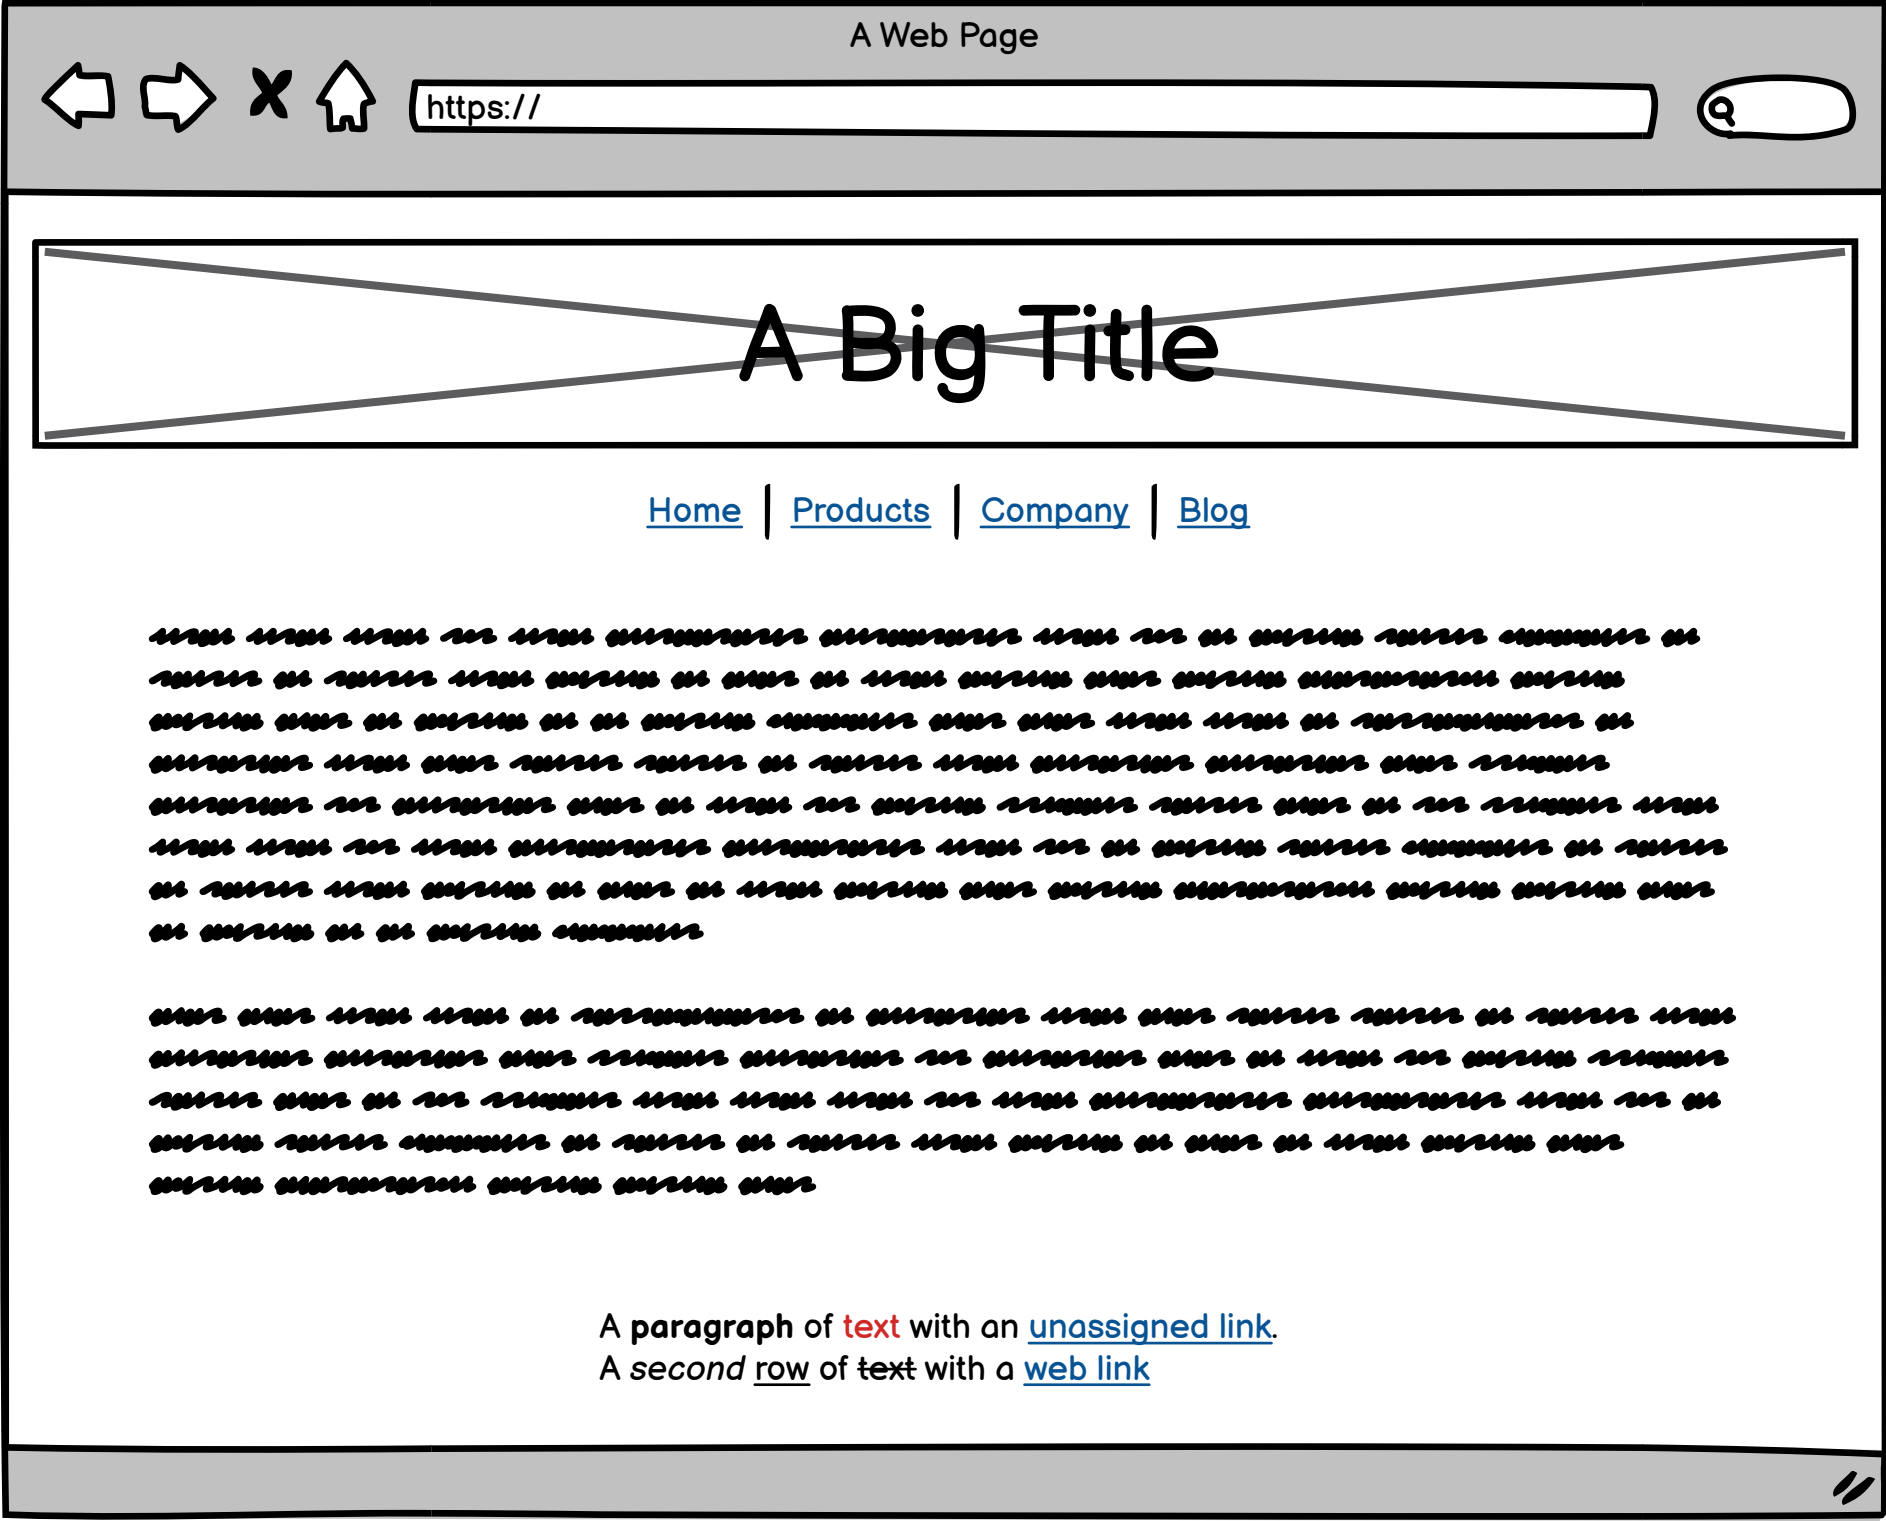 A Web Page
https://
A Big Title
Home | Products | Company | Blog
A paragraph of text with an unassigned link.
A second row of text with a web link